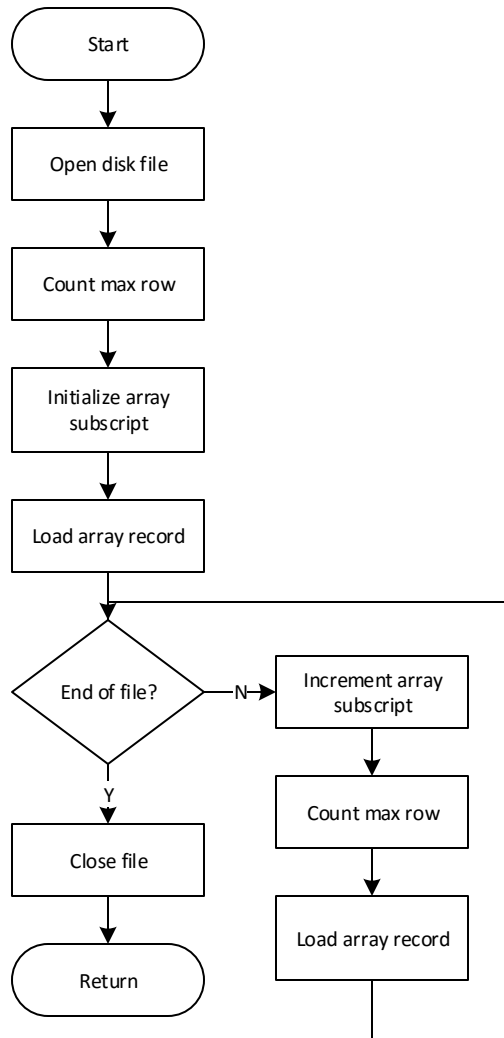 Start
Open disk file
Count max row
Initialize array
subscript
Load array record
End of file?
N
Increment array
subscript
Count max row
Load array record
Y
Close file
Return